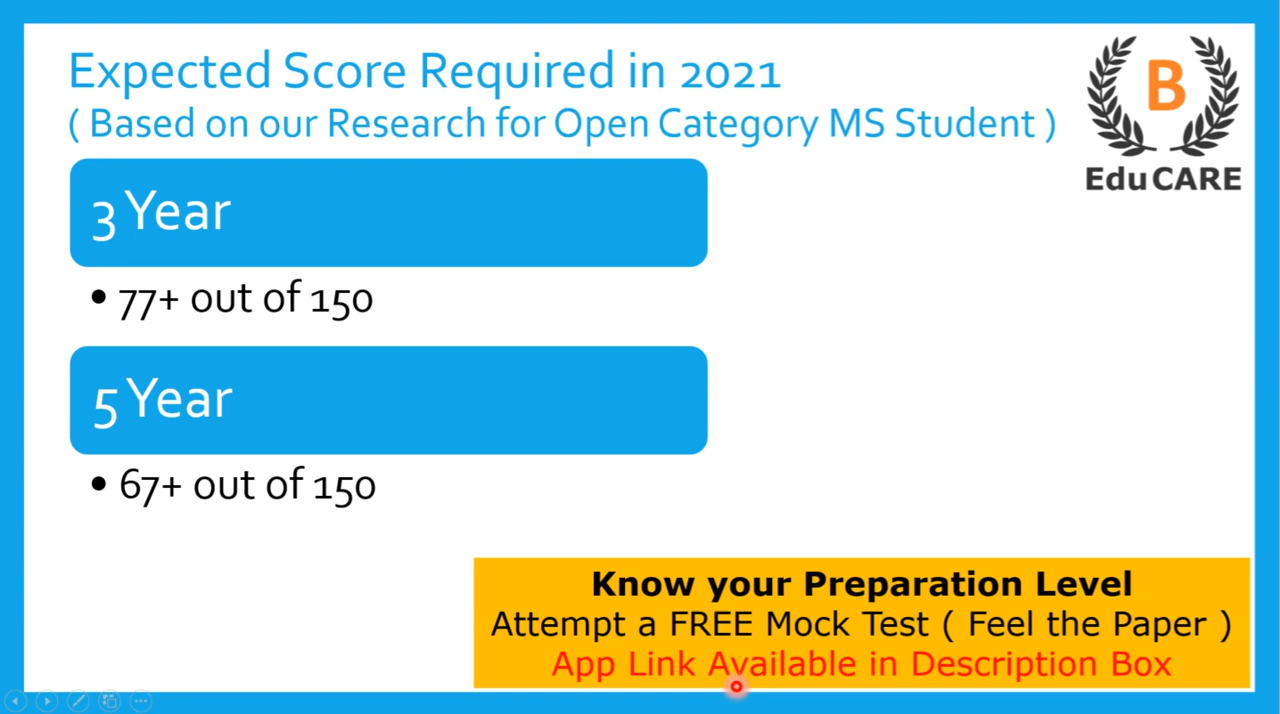 Expected Score Required in 2021
( Based on our Research for Open Category MS Student )
B
EduCARE
3 Year
• 77+ out of 150
5 Year
• 67+ out of 150
Know your Preparation Level
Attempt a FREE Mock Test ( Feel the Paper )
App Link Available in Description Box